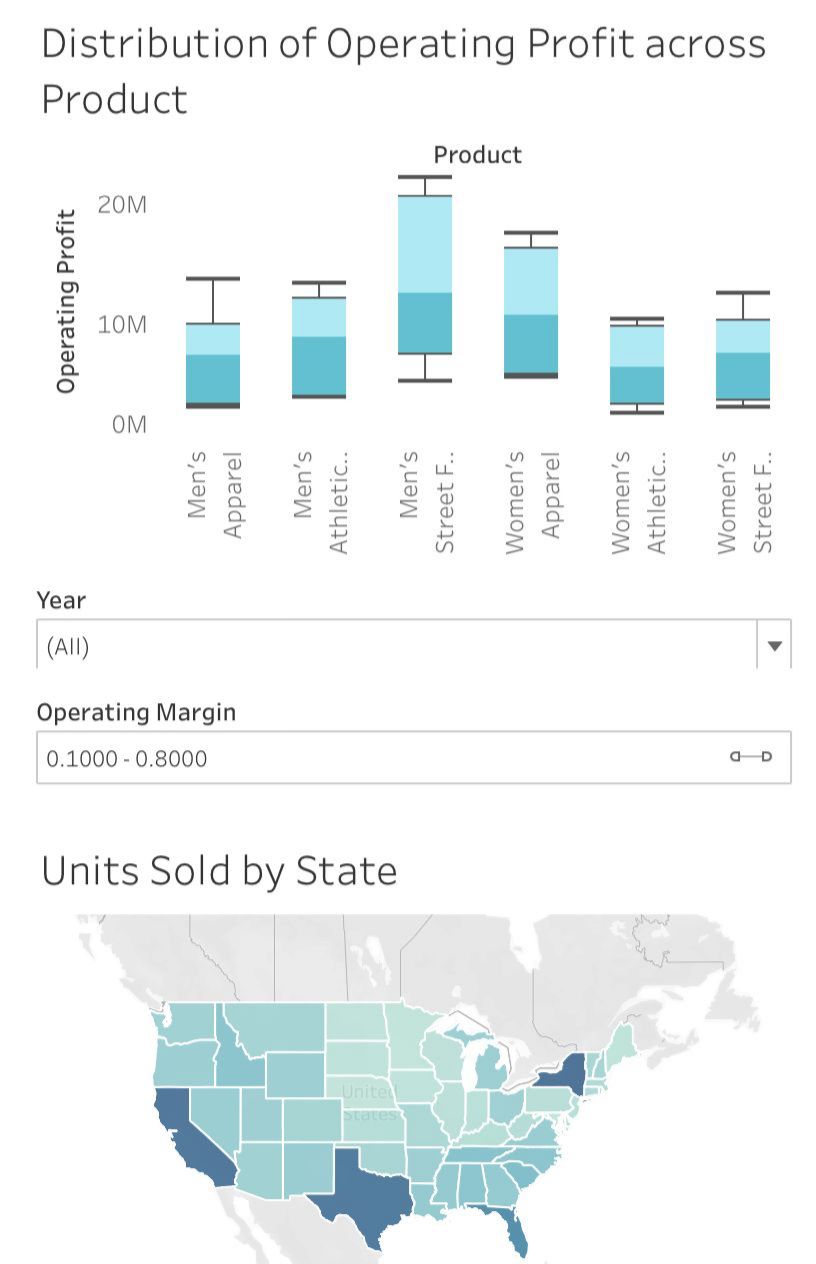 Distribution of Operating Profit across
Product
Product
Operating Profit
20M
10M
0M
Men's
Apparel
Men's
Athletic..
Men's
Street F..
Women's
Apparel
Women's
Athletic..
Women's
Street F..
Year
(All)
Operating Margin
0.1000 - 0.8000
Units Sold by State
United
States